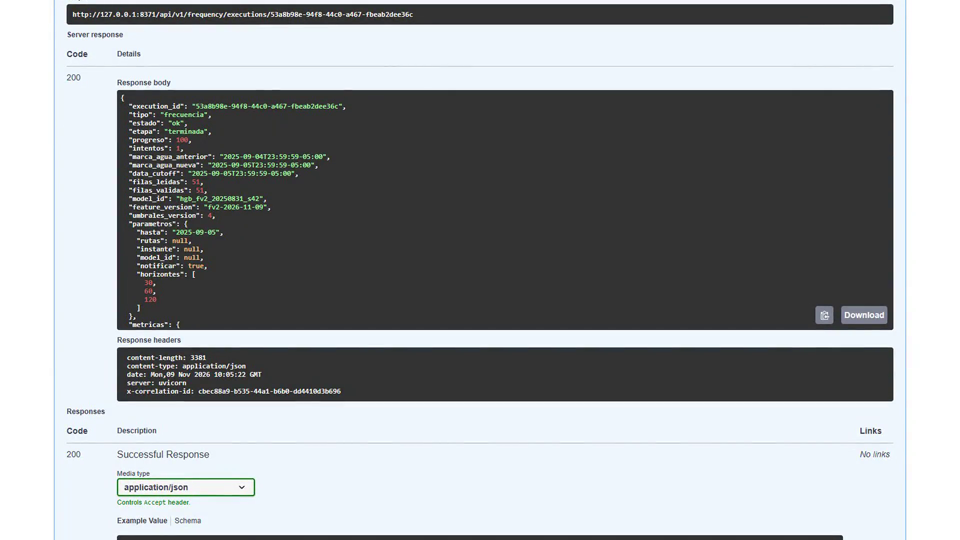 http://127.0.0.1:8371/api/v1/frequency/executions/53a8b98e-94f8-44c0-a467-fbeab2dee36c
Server response
Code Details
200
Response body
{
"execution_id": "53a8b98e-94f8-44c0-a467-fbeab2dee36c",
"tipo": "frecuencia",
"estado": "ok",
"etapa": "terminada",
"progreso": 100,
"intentos": 1,
"marca_agua_anterior": "2025-09-04T23:59:59-05:00",
"marca_agua_nueva": "2025-09-05T23:59:59-05:00",
"data_cutoff": "2025-09-05T23:59:59-05:00",
"filas_leidas": 51,
"filas_validas": 51,
"model_id": "hgb_fv2_20250831_s42",
"feature_version": "fv2-2026-11-09",
"umbrales_version": 4,
"parametros": {
"hasta": "2025-09-05",
"rutas": null,
"instante": null,
"model_id": null,
"notificar": true,
"horizontes": [
30,
60,
120
]
},
"metricas": {
Download
Response headers
content-length: 3381
content-type: application/json
date: Mon,09 Nov 2026 10:05:22 GMT
server: uvicorn
x-correlation-id: cbec88a9-b535-44a1-b6b0-dd4410d3b696
Responses
Code Description Links
200 Successful Response No links
Media type
application/json
Controls Accept header.
Example Value Schema